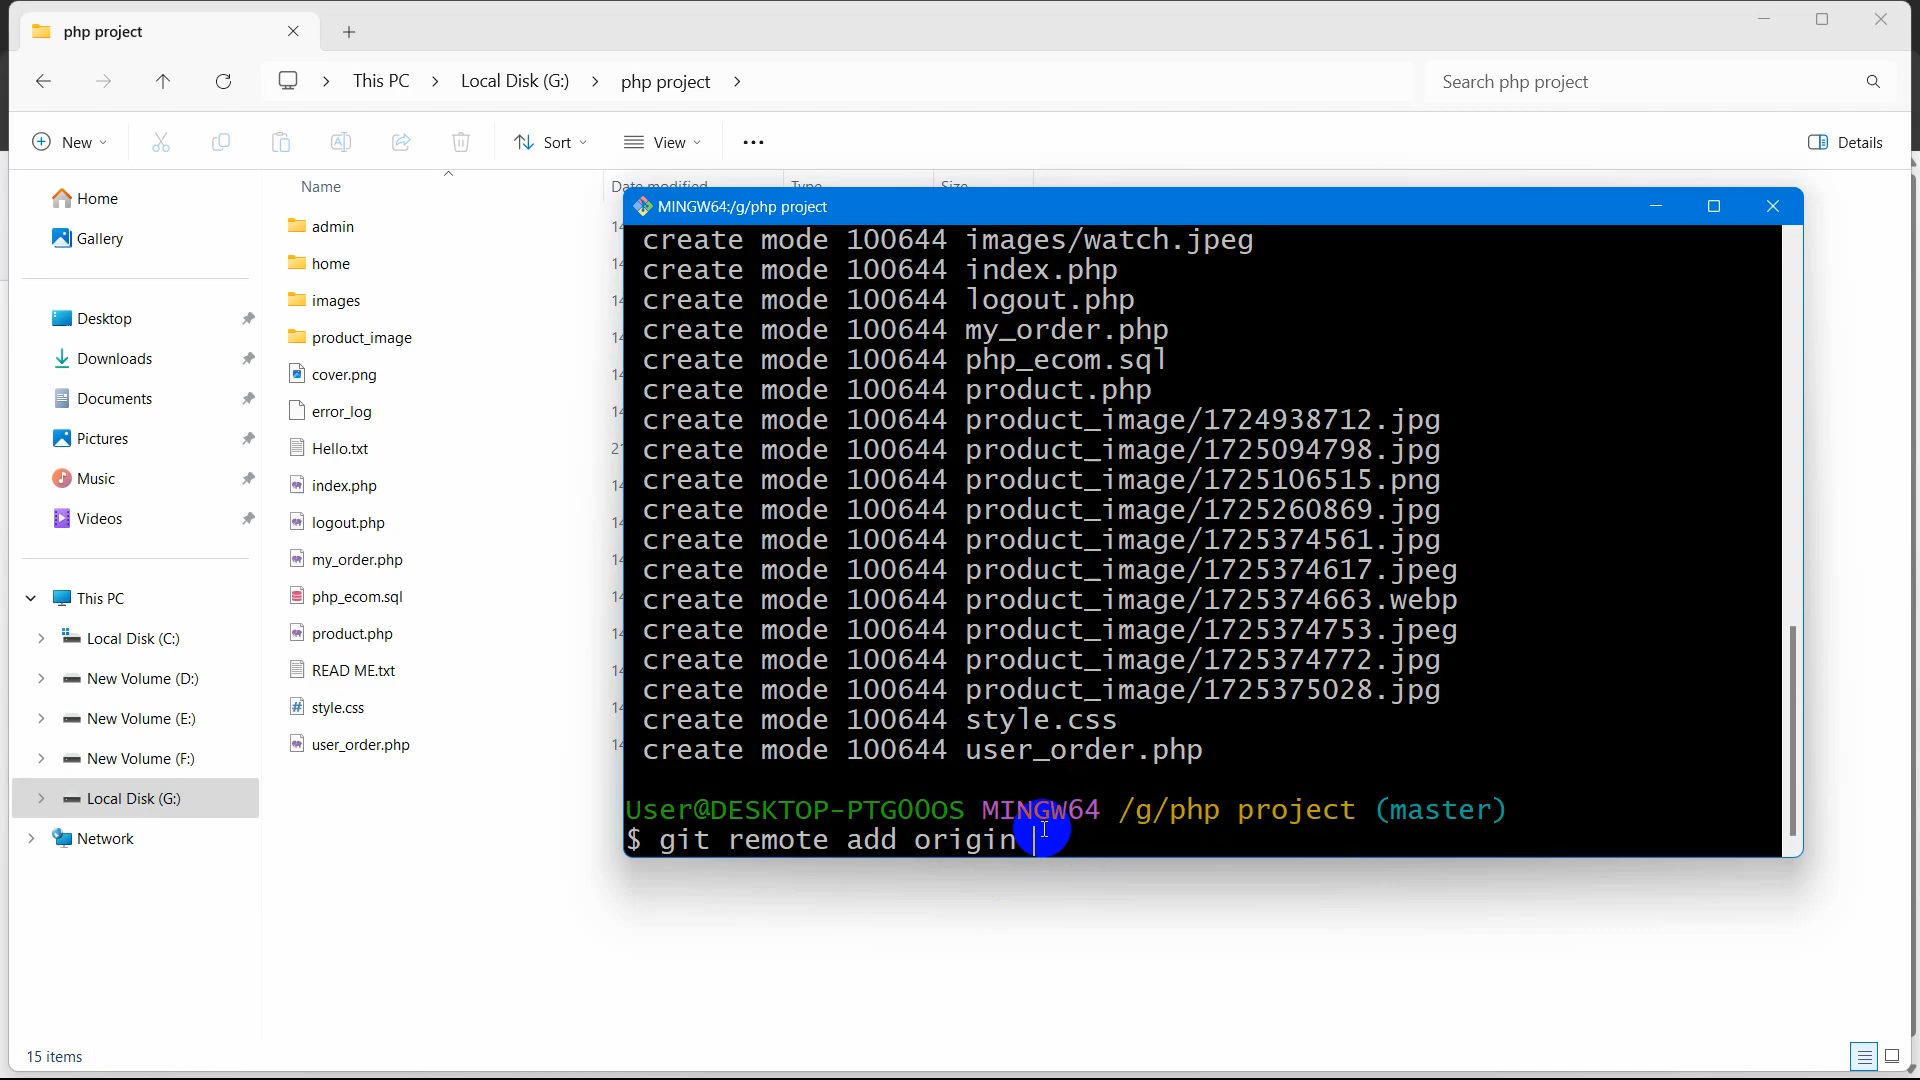 php project
This PC
Local Disk (G:)
php project
Search php project
New
Sort
View
Details
Home
Gallery
Desktop
Downloads
Documents
Pictures
Music
Videos
This PC
Local Disk (C:)
New Volume (D:)
New Volume (E:)
New Volume (F:)
Local Disk (G:)
Network
Name
Date modified
Type
Size
admin
home
images
product_image
cover.png
error_log
Hello.txt
index.php
logout.php
my_order.php
php_ecom.sql
product.php
READ ME.txt
style.css
user_order.php
MINGW64:/g/php project
create mode 100644 images/watch.jpeg
create mode 100644 index.php
create mode 100644 logout.php
create mode 100644 my_order.php
create mode 100644 php_ecom.sql
create mode 100644 product.php
create mode 100644 product_image/1724938712.jpg
create mode 100644 product_image/1725094798.jpg
create mode 100644 product_image/1725106515.png
create mode 100644 product_image/1725260869.jpg
create mode 100644 product_image/1725374561.jpg
create mode 100644 product_image/1725374617.jpeg
create mode 100644 product_image/1725374663.webp
create mode 100644 product_image/1725374753.jpeg
create mode 100644 product_image/1725374772.jpg
create mode 100644 product_image/1725375028.jpg
create mode 100644 style.css
create mode 100644 user_order.php
User@DESKTOP-PTG000S MINGW64 /g/php project (master)
$ git remote add origin
15 items